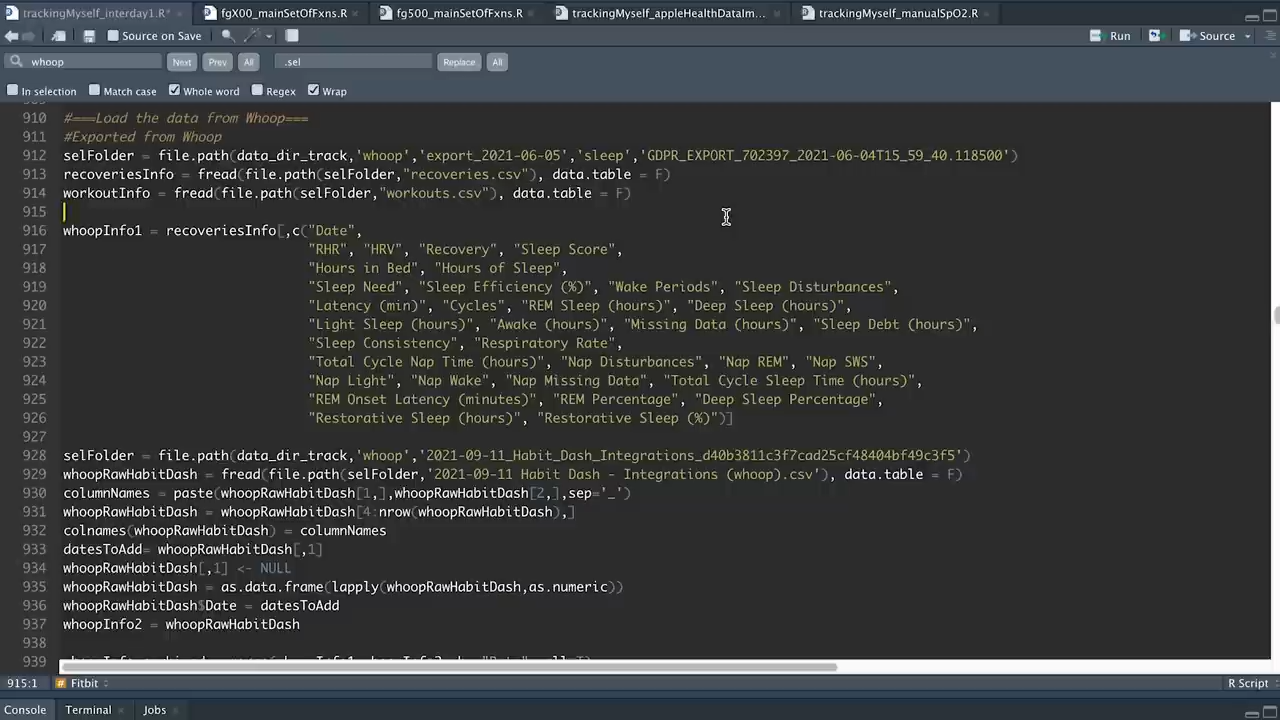 trackingMyself_interday1.R* fgX00_mainSetOfFxns.R fg500_mainSetOfFxns.R trackingMyself_appleHealthDataIm... trackingMyself_manualSpO2.R
Source on Save Run Source
whoop Next Prev All .sel Replace All
In selection Match case Whole word Regex Wrap
910 #===Load the data from Whoop===
911 #Exported from Whoop
912 selFolder = file.path(data_dir_track,'whoop','export_2021-06-05','sleep','GDPR_EXPORT_702397_2021-06-04T15_59_40.118500')
913 recoveriesInfo = fread(file.path(selFolder,"recoveries.csv"), data.table = F)
914 workoutInfo = fread(file.path(selFolder,"workouts.csv"), data.table = F)
915
916 whoopInfo1 = recoveriesInfo[,c("Date",
917 "RHR", "HRV", "Recovery", "Sleep Score",
918 "Hours in Bed", "Hours of Sleep",
919 "Sleep Need", "Sleep Efficiency (%)", "Wake Periods", "Sleep Disturbances",
920 "Latency (min)", "Cycles", "REM Sleep (hours)", "Deep Sleep (hours)",
921 "Light Sleep (hours)", "Awake (hours)", "Missing Data (hours)", "Sleep Debt (hours)",
922 "Sleep Consistency", "Respiratory Rate",
923 "Total Cycle Nap Time (hours)", "Nap Disturbances", "Nap REM", "Nap SWS",
924 "Nap Light", "Nap Wake", "Nap Missing Data", "Total Cycle Sleep Time (hours)",
925 "REM Onset Latency (minutes)", "REM Percentage", "Deep Sleep Percentage",
926 "Restorative Sleep (hours)", "Restorative Sleep (%)")]
927
928 selFolder = file.path(data_dir_track,'whoop','2021-09-11_Habit_Dash_Integrations_d40b3811c3f7cad25cf48404bf49c3f5')
929 whoopRawHabitDash = fread(file.path(selFolder,'2021-09-11 Habit Dash - Integrations (whoop).csv'), data.table = F)
930 columnNames = paste(whoopRawHabitDash[1,],whoopRawHabitDash[2,],sep='_')
931 whoopRawHabitDash = whoopRawHabitDash[4:nrow(whoopRawHabitDash),]
932 colnames(whoopRawHabitDash) = columnNames
933 datesToAdd= whoopRawHabitDash[,1]
934 whoopRawHabitDash[,1] <- NULL
935 whoopRawHabitDash = as.data.frame(lapply(whoopRawHabitDash,as.numeric))
936 whoopRawHabitDash$Date = datesToAdd
937 whoopInfo2 = whoopRawHabitDash
938
939
915:1 # Fitbit R Script
Console Terminal Jobs